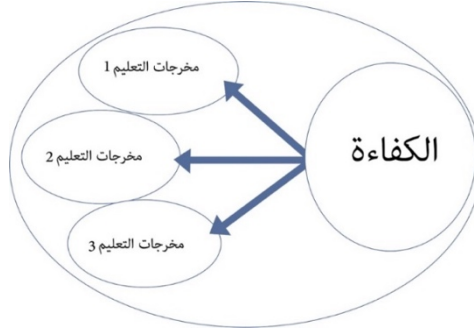 مخرجات التعليم 1
الكفاءة
مخرجات التعليم 2
مخرجات التعليم 3